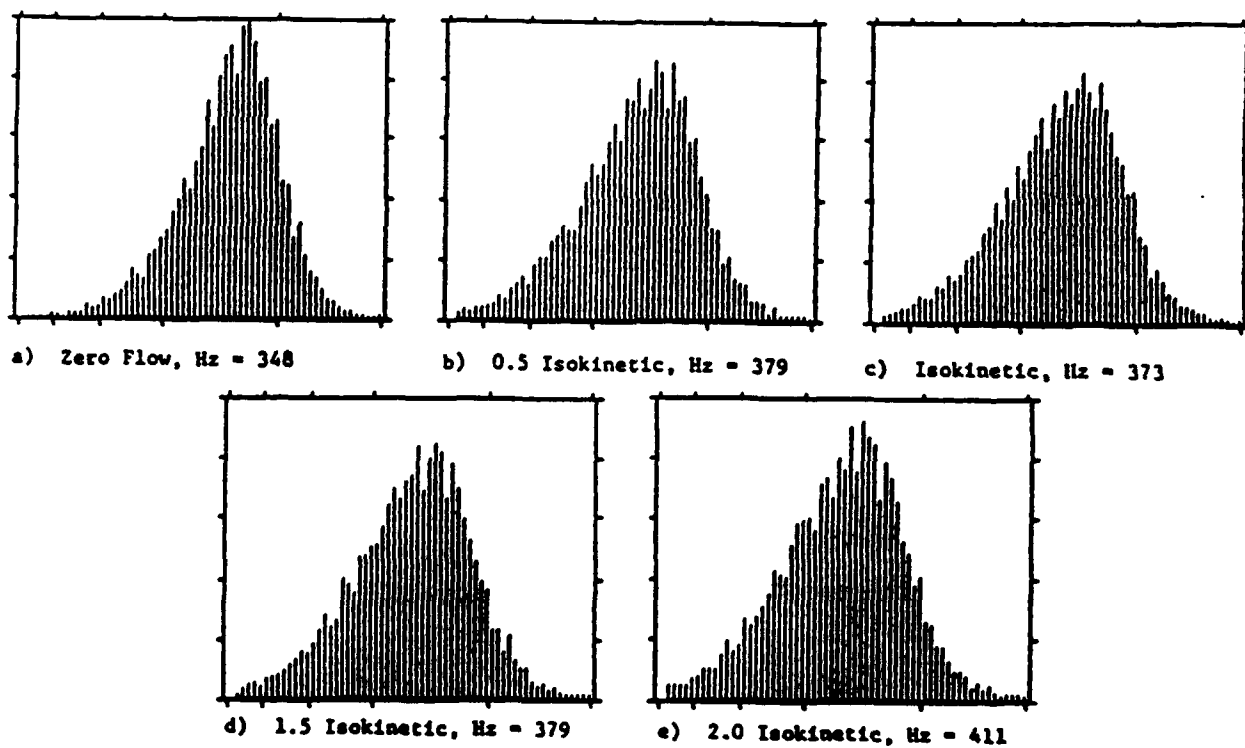 a) Zero Flow, Hz = 348
b) 0.5 Isokinetic, Hz = 379
c) Isokinetic, Hz = 373
d) 1.5 Isokinetic, Hz = 379
e) 2.0 Isokinetic, Hz = 411